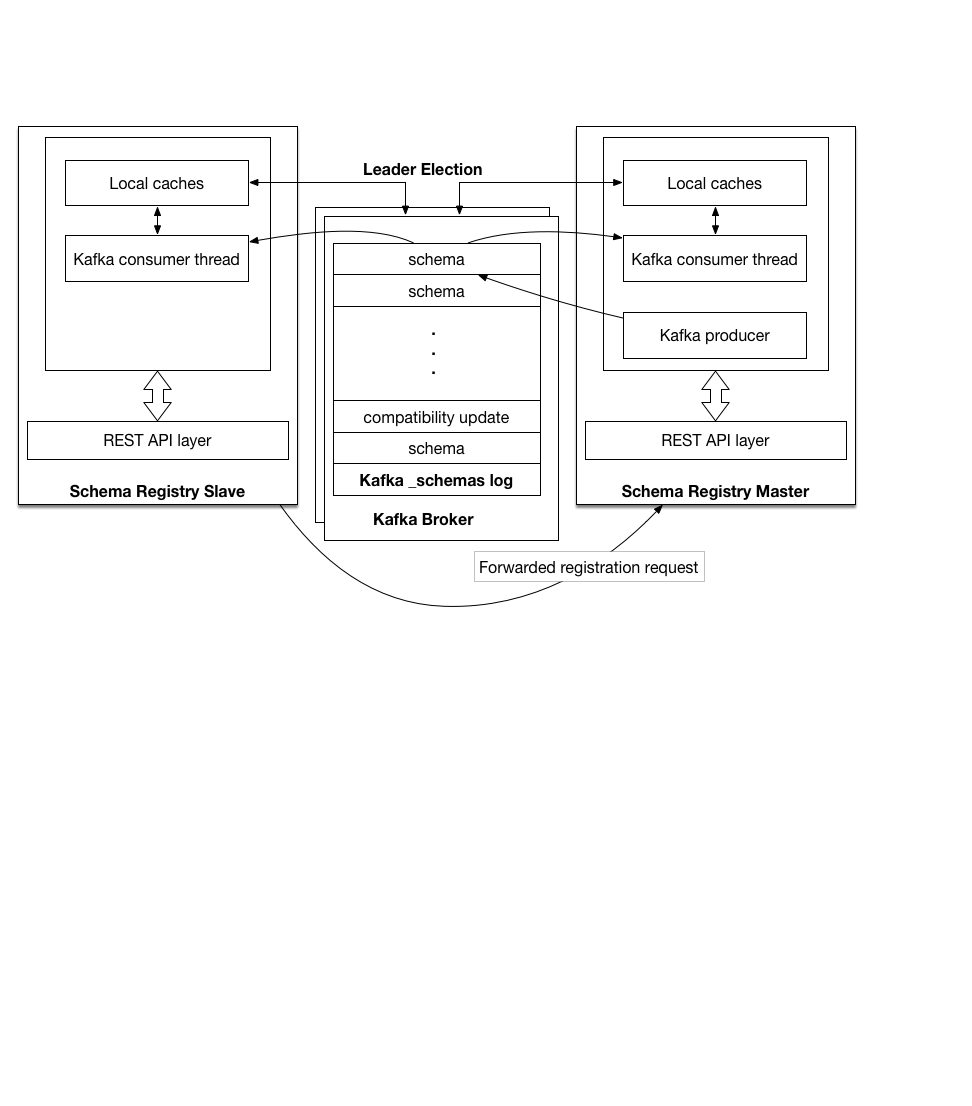 Leader Election
Local caches
Kafka consumer thread
REST API layer
Schema Registry Slave
schema
schema
.
.
.
compatibility update
schema
Kafka _schemas log
Kafka Broker
Local caches
Kafka consumer thread
Kafka producer
REST API layer
Schema Registry Master
Forwarded registration request